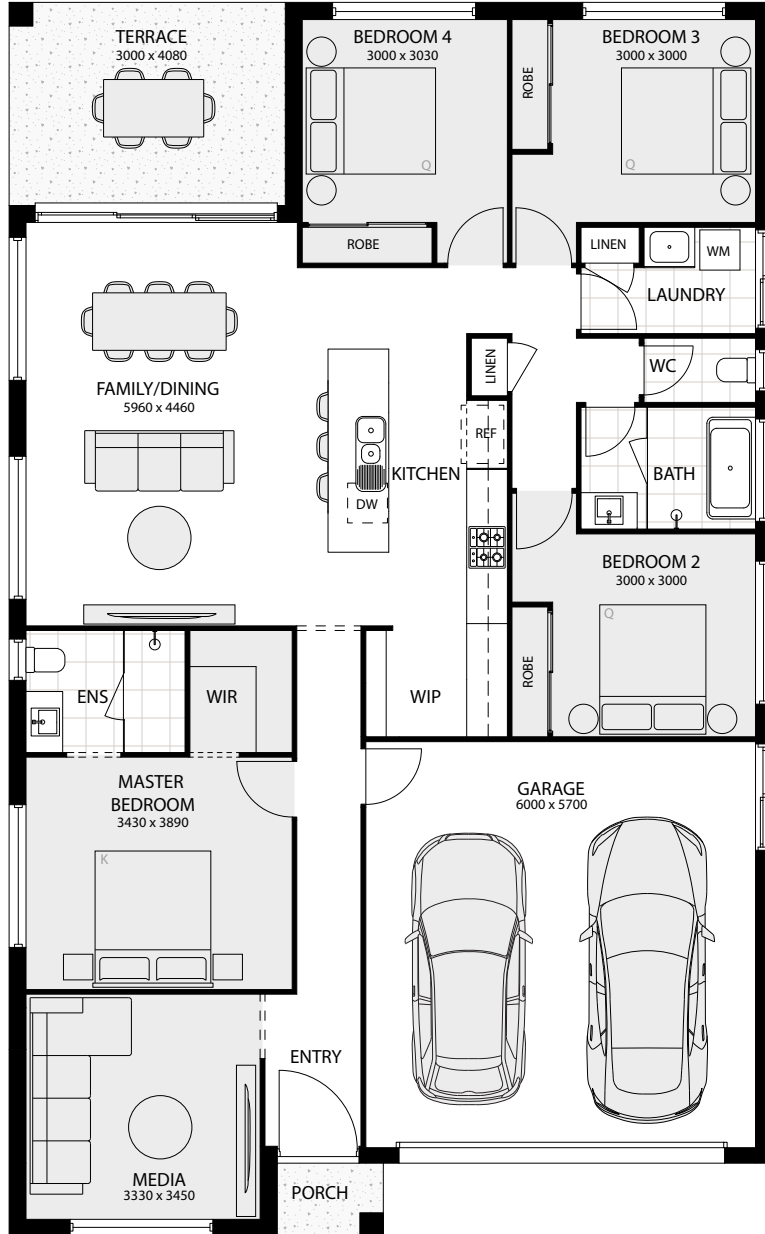 TERRACE
3000 x 4080
BEDROOM 4
3000 x 3030
BEDROOM 3
3000 x 3000
ROBE
Q
Q
ROBE
LINEN
WM
LAUNDRY
LINEN
WC
FAMILY/DINING
5960 x 4460
REF
KITCHEN
BATH
DW
BEDROOM 2
3000 x 3000
Q
ROBE
ENS
WIR
WIP
MASTER
BEDROOM
3430 x 3890
K
GARAGE
6000 x 5700
ENTRY
MEDIA
3330 x 3450
PORCH